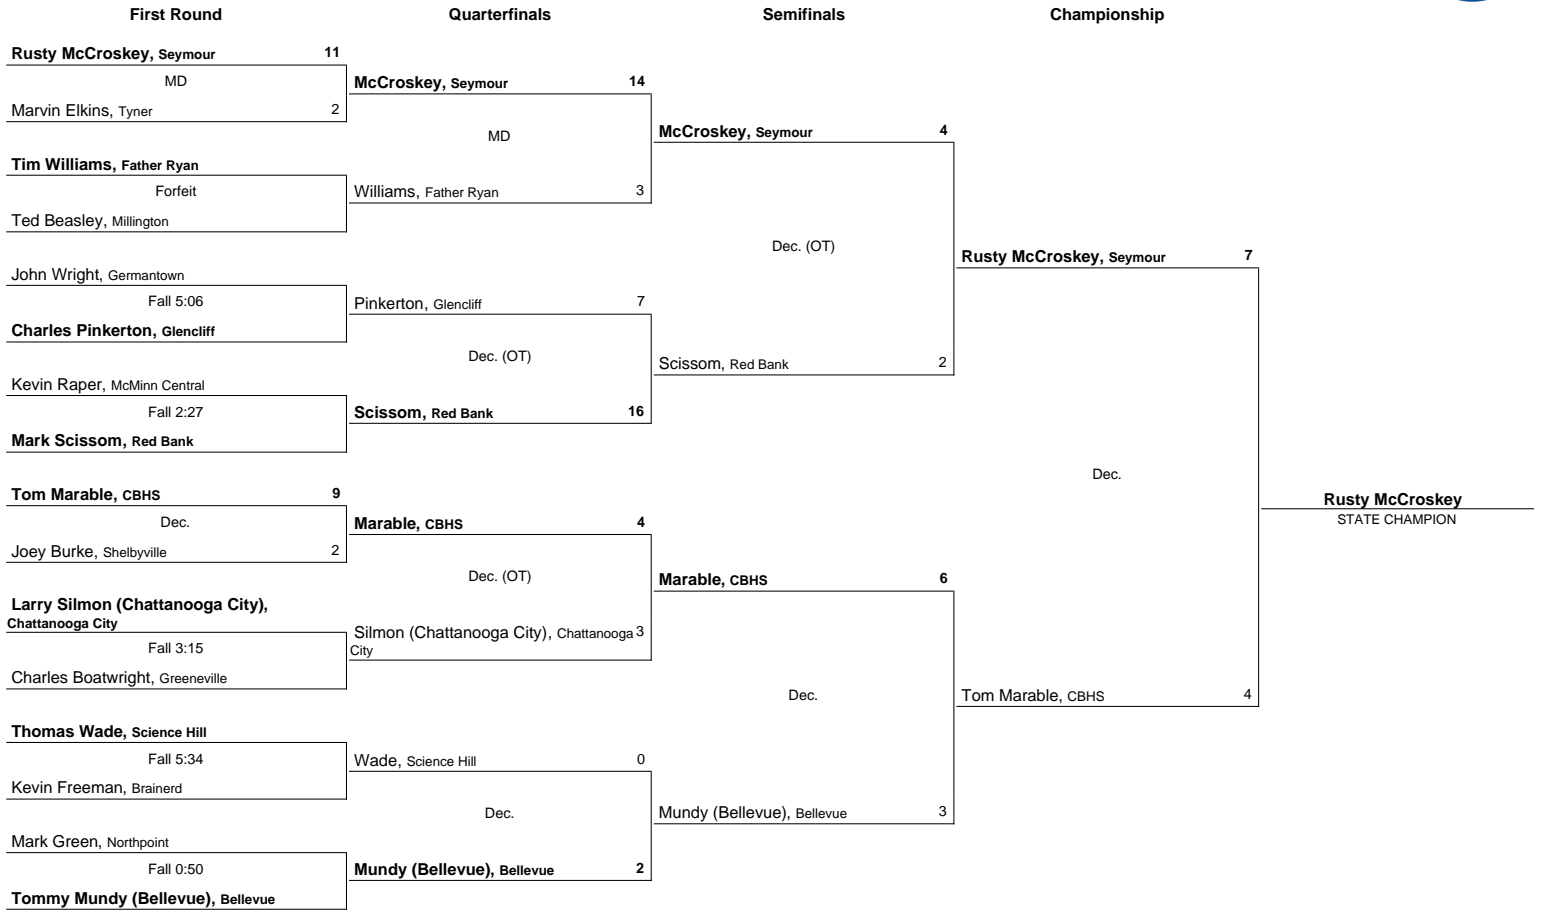 First Round
Quarterfinals
Semifinals
Championship
Rusty McCroskey, Seymour 11
MD
Marvin Elkins, Tyner 2
Tim Williams, Father Ryan
Forfeit
Ted Beasley, Millington
John Wright, Germantown
Fall 5:06
Charles Pinkerton, Glencliff
Kevin Raper, McMinn Central
Fall 2:27
Mark Scissom, Red Bank
Tom Marable, CBHS 9
Dec.
Joey Burke, Shelbyville 2
Larry Silmon (Chattanooga City),
Chattanooga City
Fall 3:15
Charles Boatwright, Greeneville
Thomas Wade, Science Hill
Fall 5:34
Kevin Freeman, Brainerd
Mark Green, Northpoint
Fall 0:50
Tommy Mundy (Bellevue), Bellevue
McCroskey, Seymour 14
MD
Williams, Father Ryan 3
Pinkerton, Glencliff 7
Dec. (OT)
Scissom, Red Bank 16
Marable, CBHS 4
Dec. (OT)
Silmon (Chattanooga City), Chattanooga 3
City
Wade, Science Hill 0
Dec.
Mundy (Bellevue), Bellevue 2
McCroskey, Seymour 4
Dec. (OT)
Scissom, Red Bank 2
Marable, CBHS 6
Dec.
Mundy (Bellevue), Bellevue 3
Rusty McCroskey, Seymour 7
Dec.
Tom Marable, CBHS 4
Rusty McCroskey
STATE CHAMPION